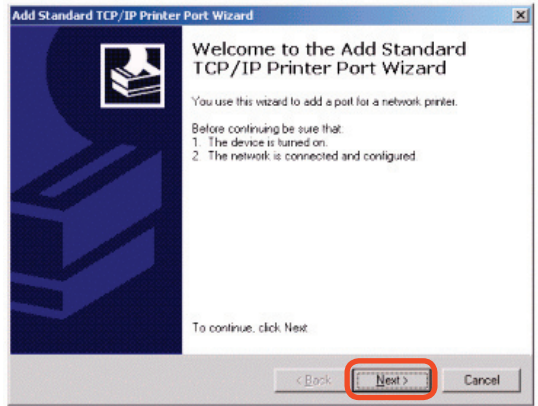 Add Standard TCP/IP Printer Port Wizard
Welcome to the Add Standard
TCP/IP Printer Port Wizard
You use this wizard to add a port for a network printer.
Before continuing be sure that:
1. The device is turned on.
2. The network is connected and configured.
To continue, click Next.
< Back Next > Cancel